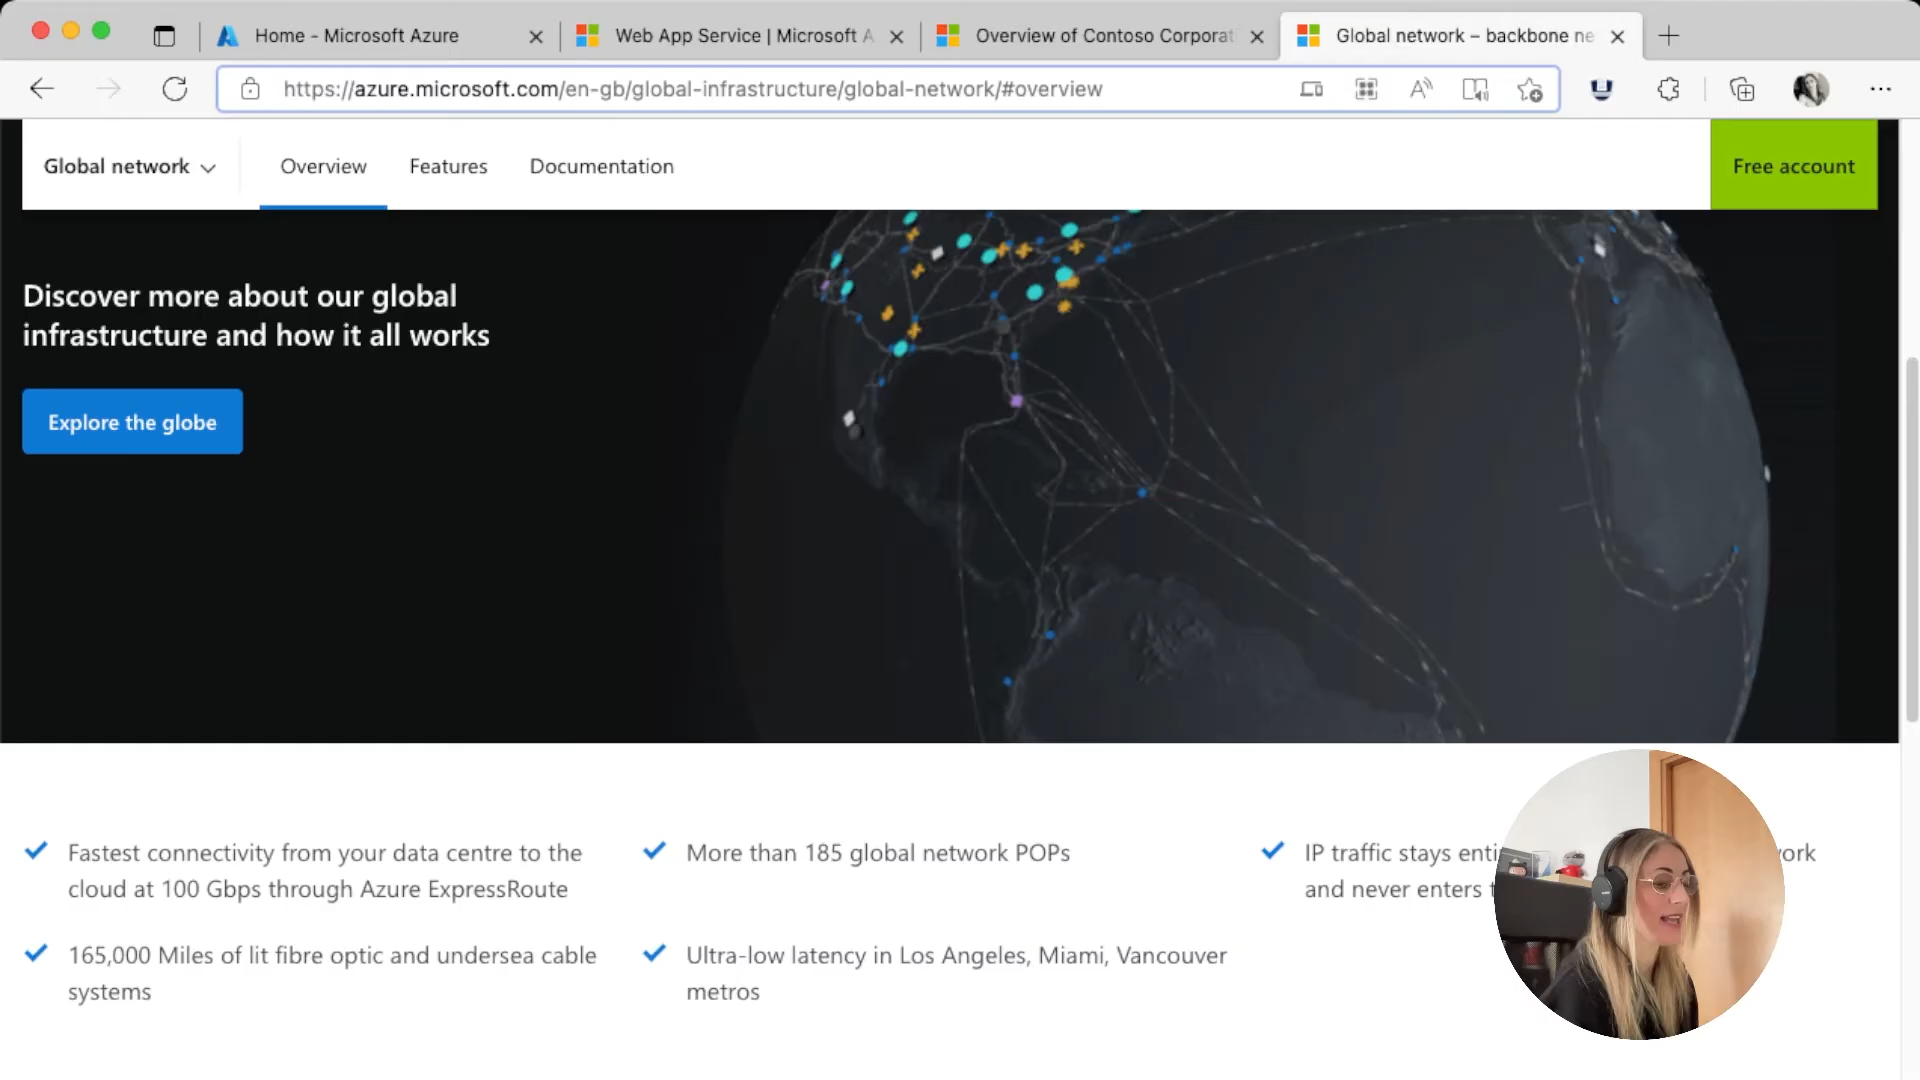 Home - Microsoft Azure
Web App Service | Microsoft A
Overview of Contoso Corporat
Global network – backbone ne
https://azure.microsoft.com/en-gb/global-infrastructure/global-network/#overview
Global network
Overview
Features
Documentation
Free account
Discover more about our global
infrastructure and how it all works
Explore the globe
Fastest connectivity from your data centre to the
cloud at 100 Gbps through Azure ExpressRoute
More than 185 global network POPs
IP traffic stays enti
ork
and never enters t
165,000 Miles of lit fibre optic and undersea cable
systems
Ultra-low latency in Los Angeles, Miami, Vancouver
metros